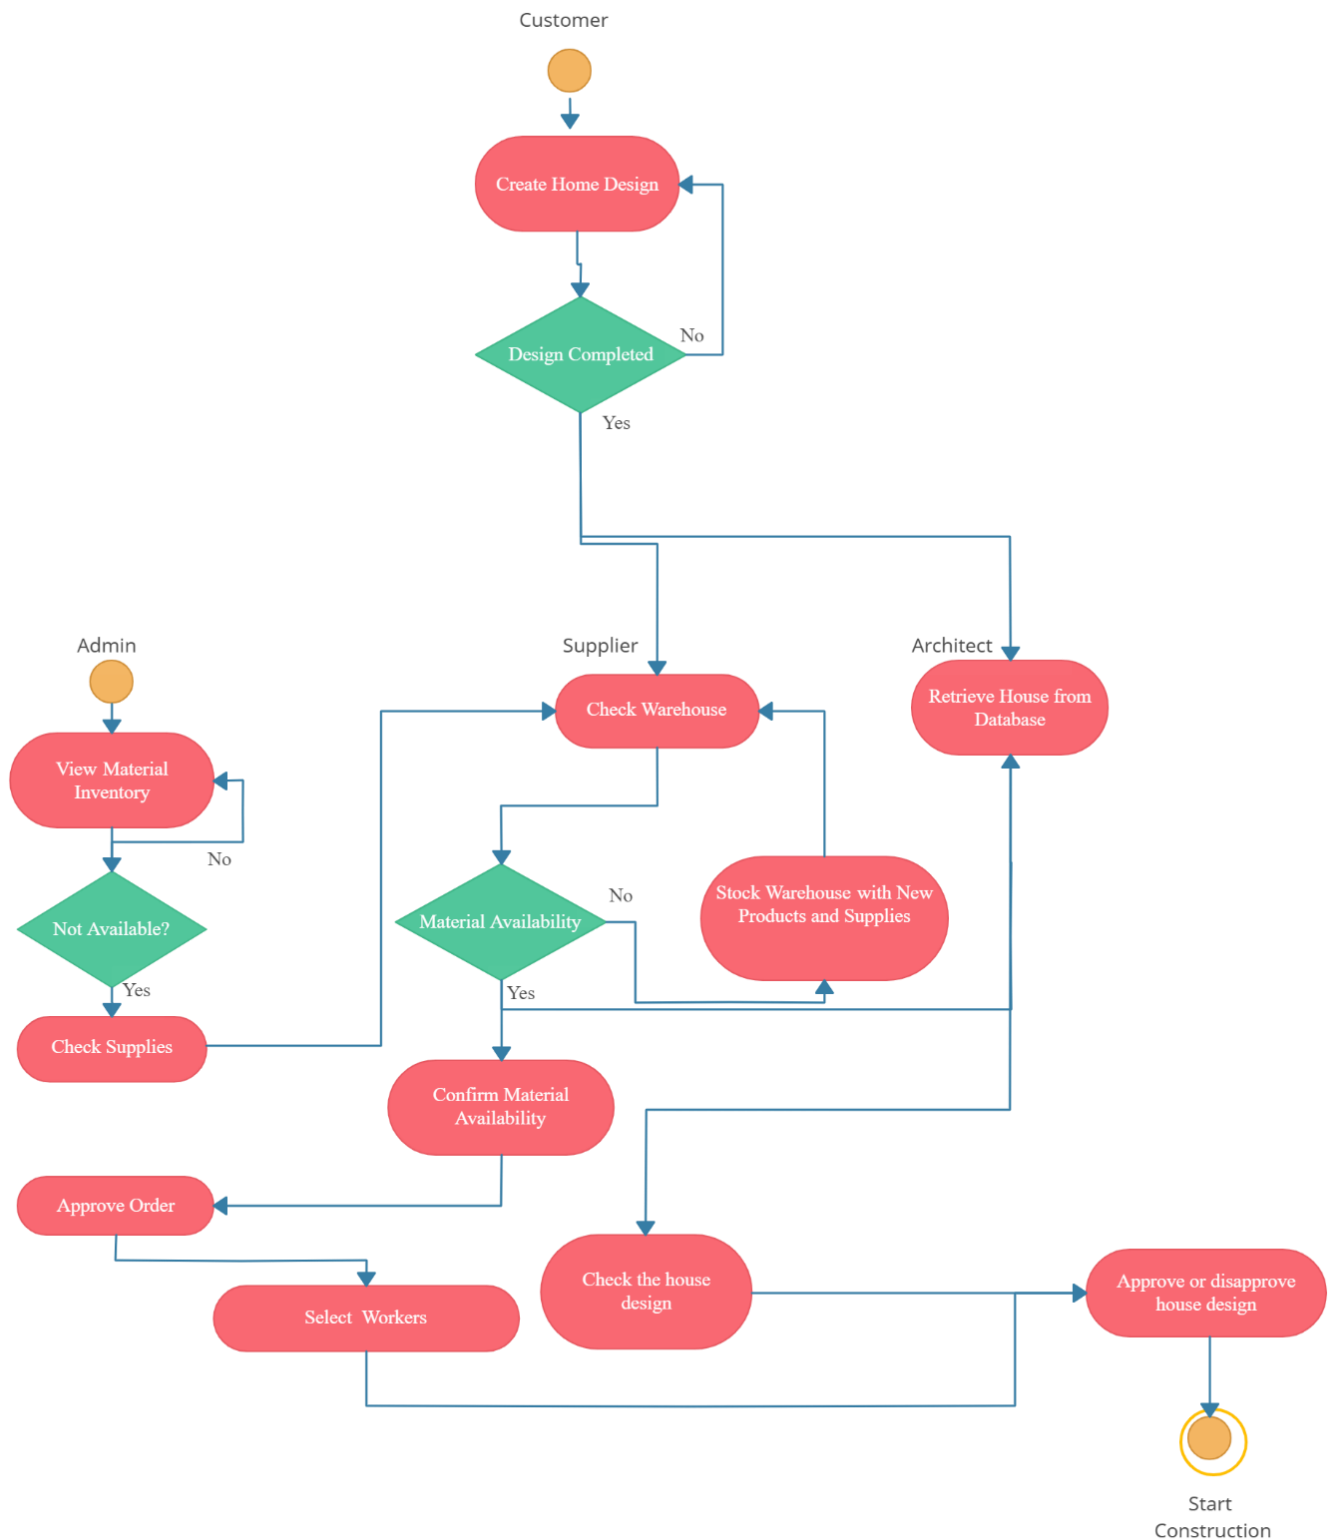 Customer
Create Home Design
No
Design Completed
Yes
Admin
Supplier
Architect
Check Warehouse
Retrieve House from
Database
View Material
Inventory
No
Not Available?
Yes
Check Supplies
Material Availability
No
Yes
Stock Warehouse with New
Products and Supplies
Confirm Material
Availability
Approve Order
Select  Workers
Check the house
design
Approve or disapprove
house design
Start
Construction